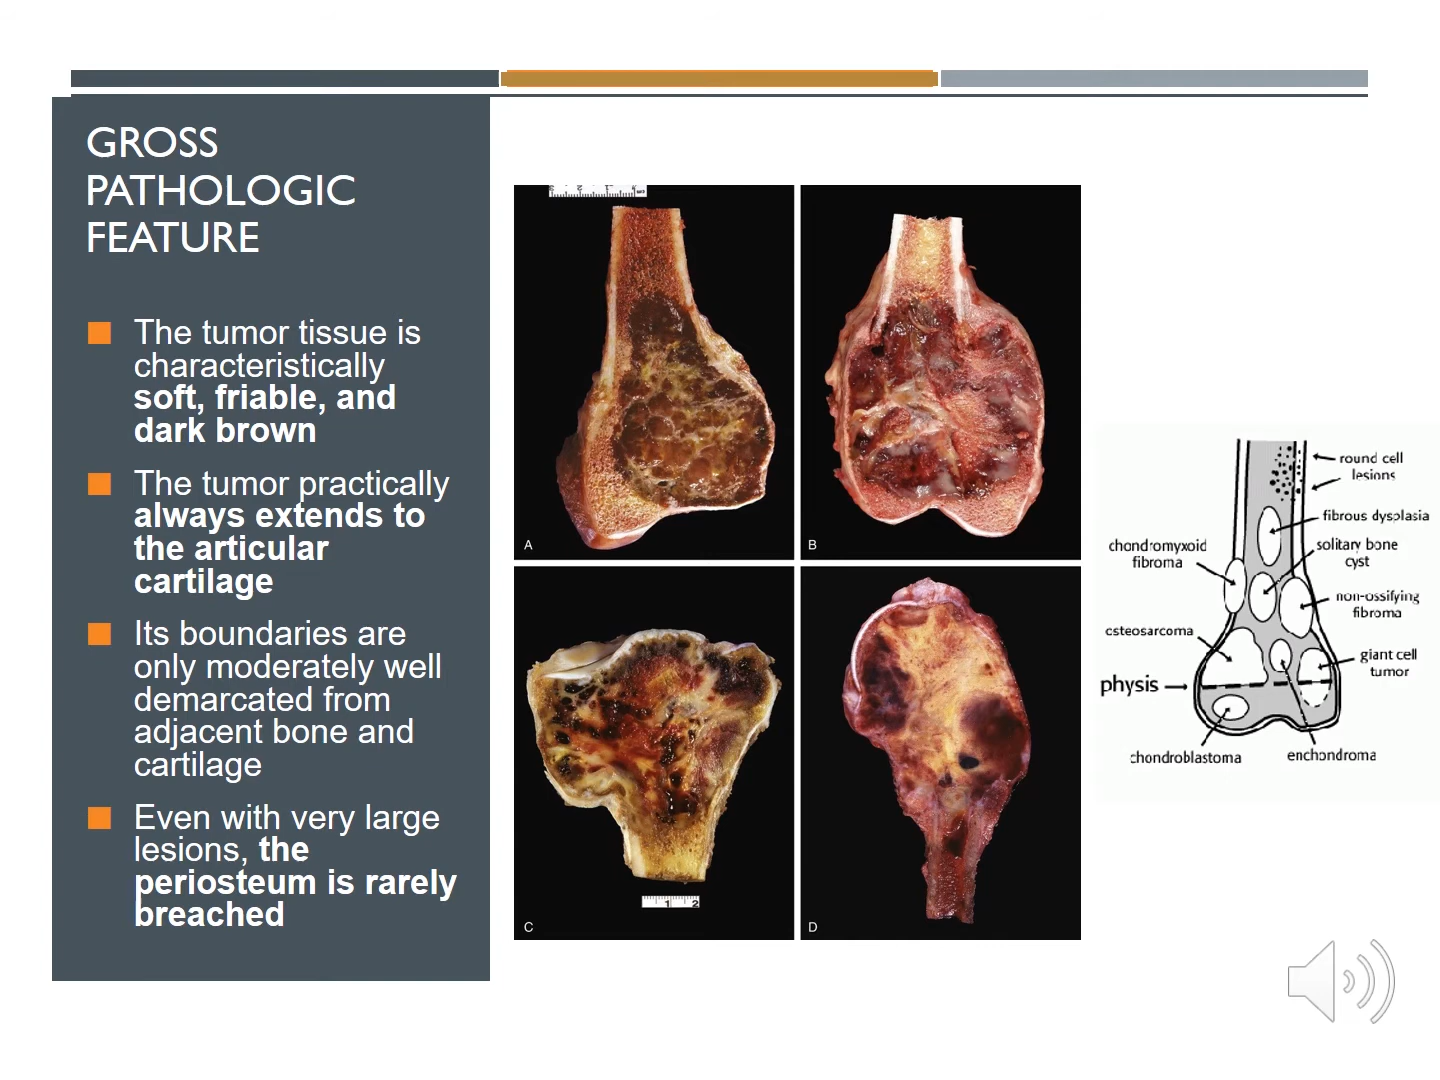 GROSS
PATHOLOGIC
FEATURE
The tumor tissue is
characteristically
soft, friable, and
dark brown
The tumor practically
always extends to
the articular
cartilage
Its boundaries are
only moderately well
demarcated from
adjacent bone and
cartilage
Even with very large
lesions, the
periosteum is rarely
breached
A
B
C
1 2
D
round cell
lesions
fibrous dysplasia
solitary bone
cyst
chondromyxoid
fibroma
non-ossifying
fibroma
osteosarcoma
giant cell
tumor
physis
chondroblastoma
enchondroma